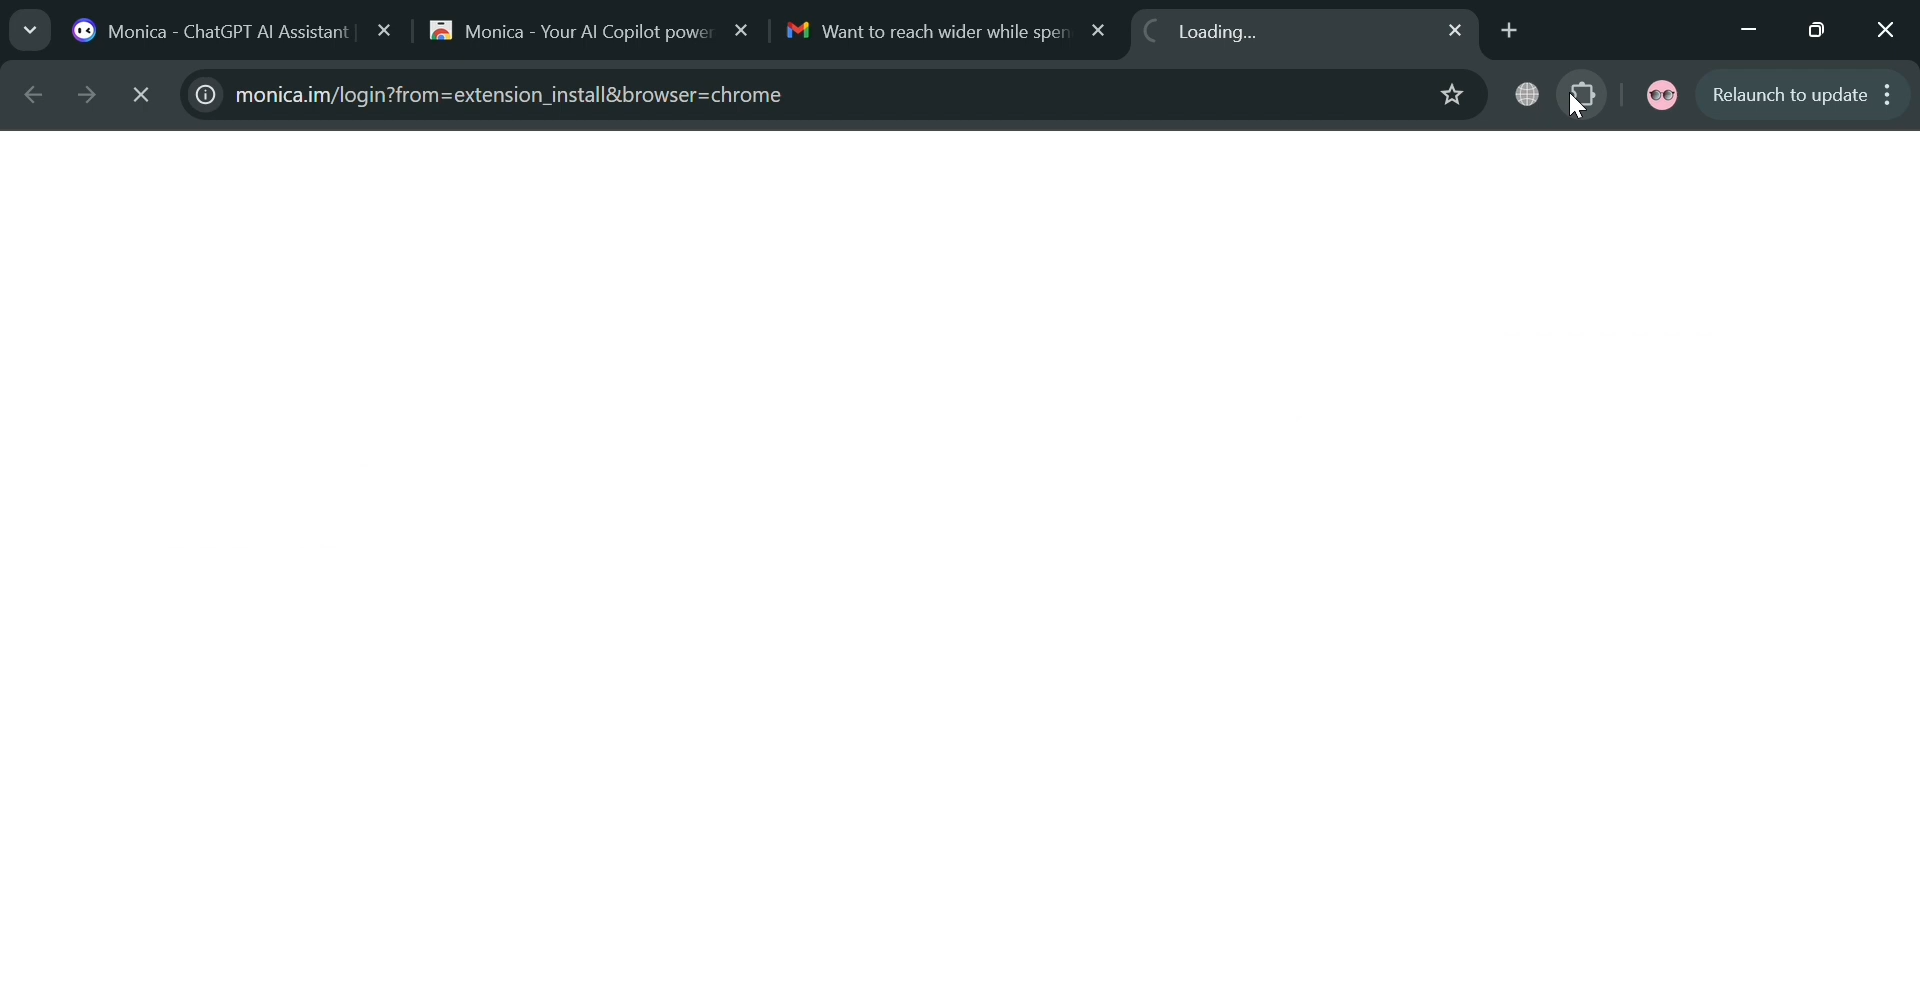 Monica - ChatGPT AI Assistant |
Monica - Your AI Copilot power
Want to reach wider while spen
Loading...
monica.im/login?from=extension_install&browser=chrome
Relaunch to update